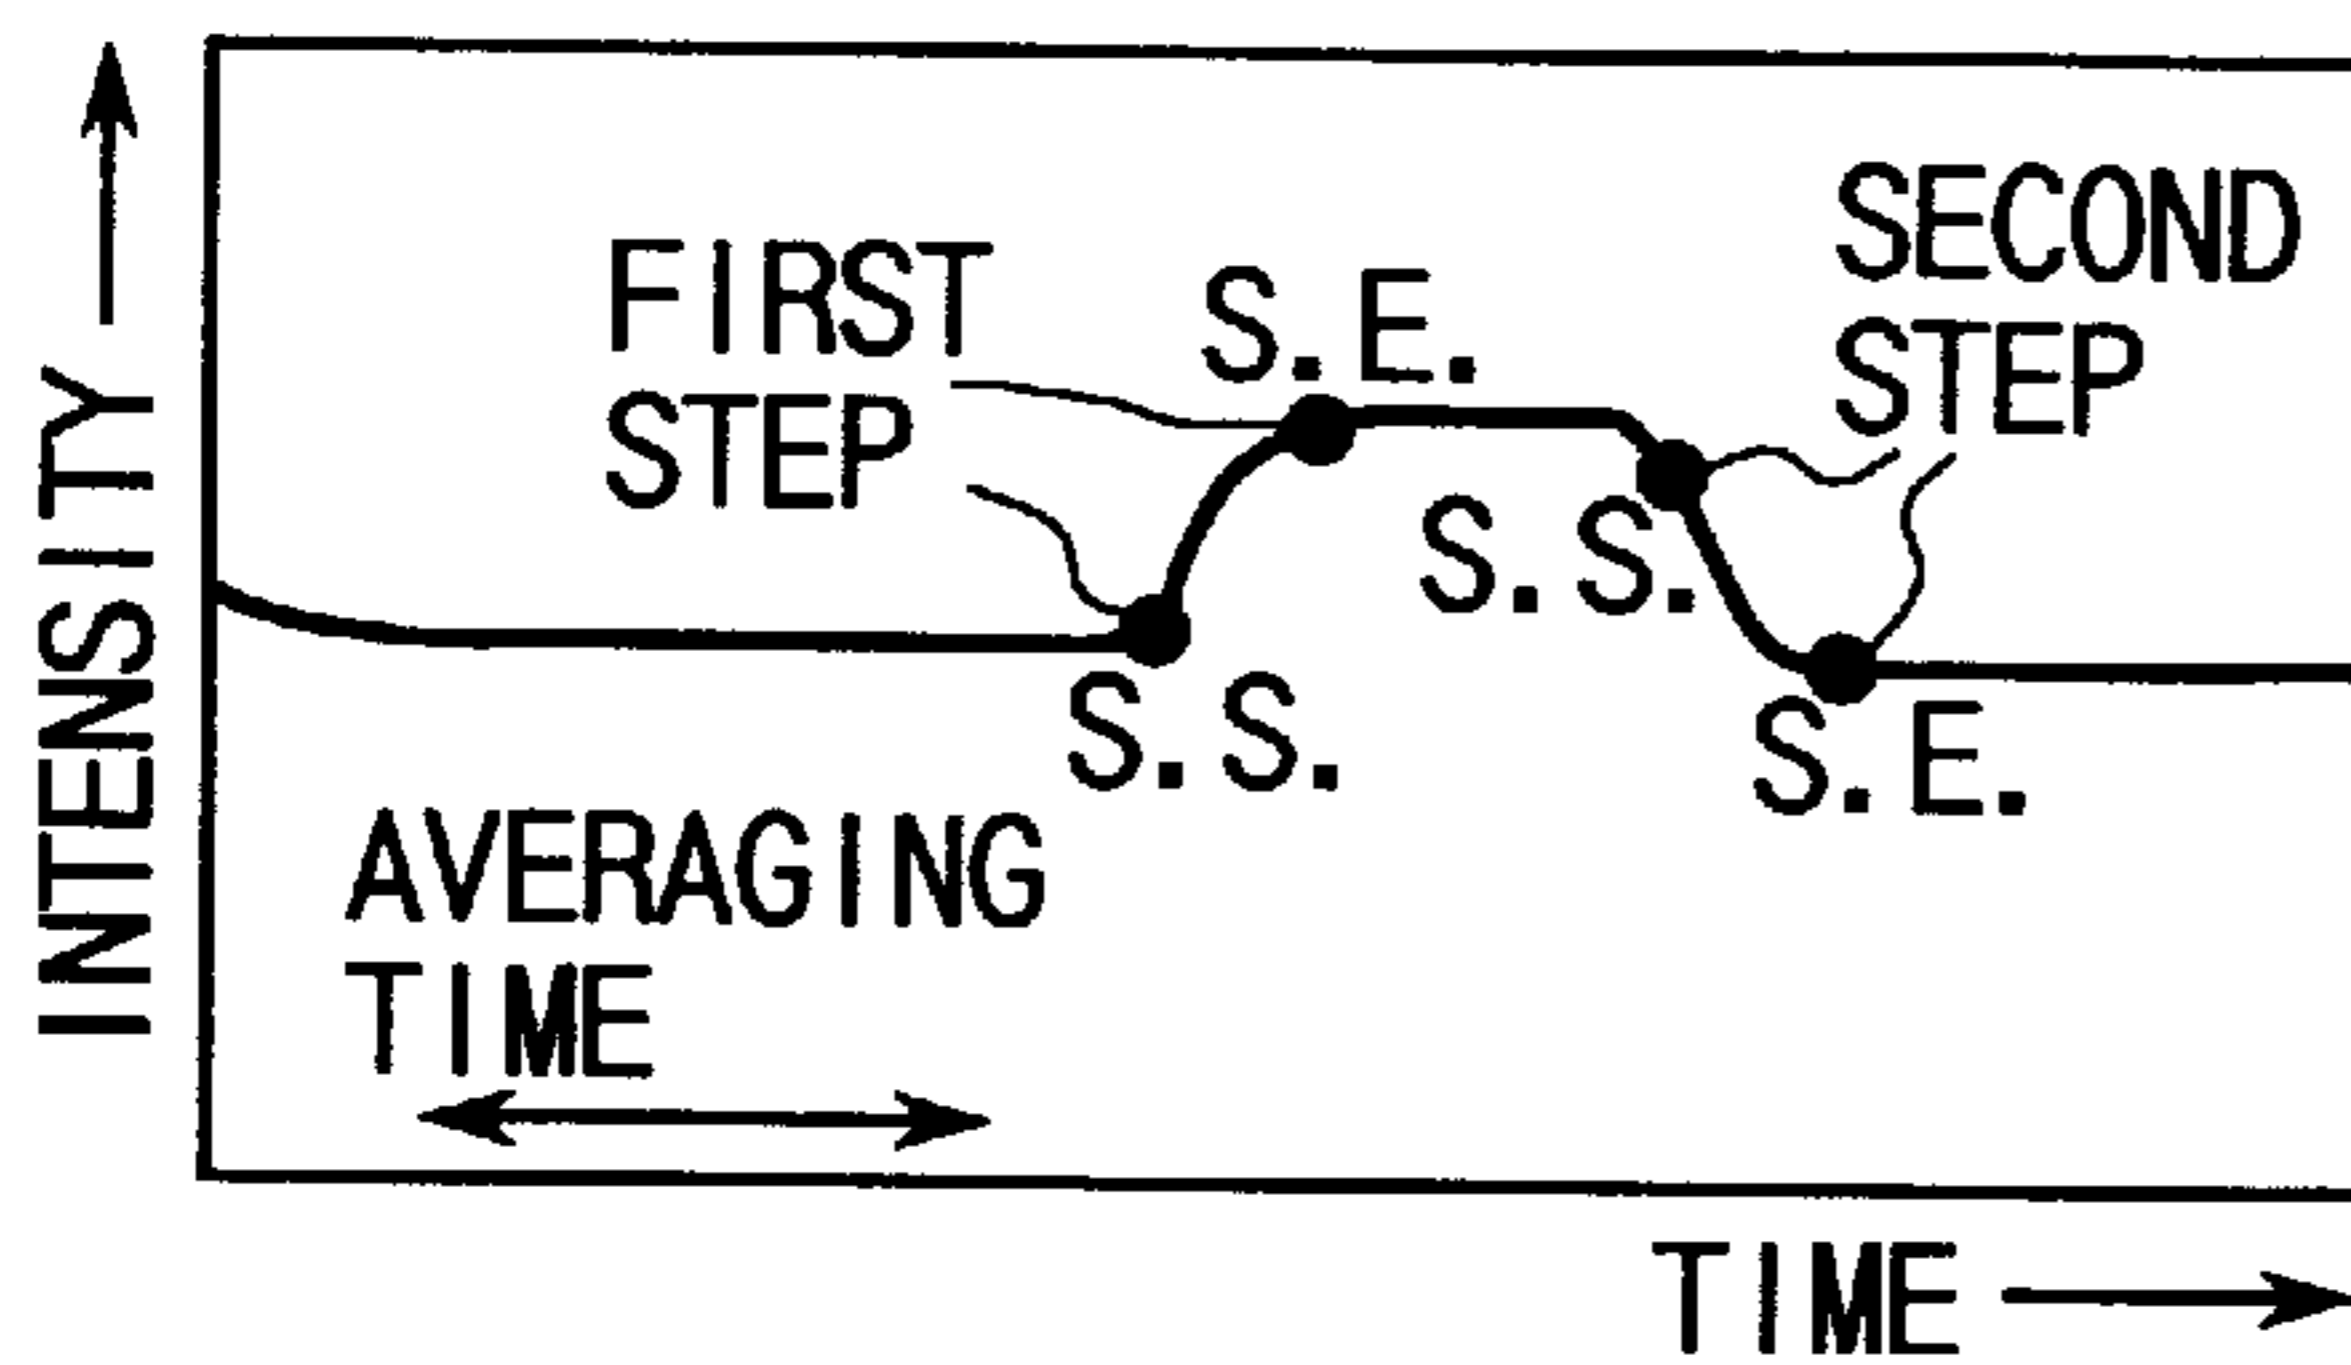 INTENSITY
FIRST
STEP
S.E.
SECOND
STEP
S.S.
S.S.
S.E.
AVERAGING
TIME
TIME